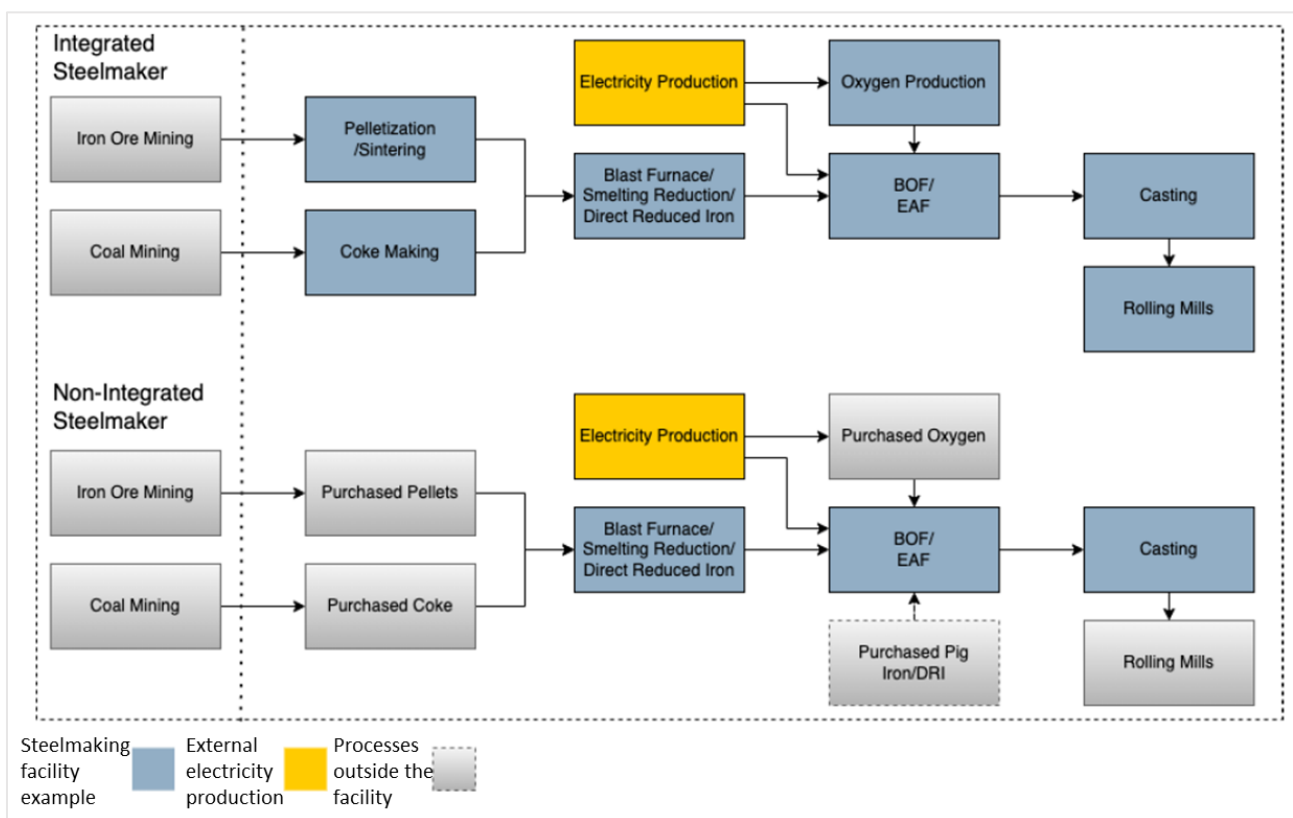 Integrated
Steelmaker
Iron Ore Mining
Pelletization
/Sintering
Electricity Production
Oxygen Production
Blast Furnace/
Smelting Reduction/
Direct Reduced Iron
BOF/
EAF
Casting
Coal Mining
Coke Making
Rolling Mills
Non-Integrated
Steelmaker
Iron Ore Mining
Purchased Pellets
Electricity Production
Purchased Oxygen
Blast Furnace/
Smelting Reduction/
Direct Reduced Iron
BOF/
EAF
Casting
Coal Mining
Purchased Coke
Purchased Pig
Iron/DRI
Rolling Mills
Steelmaking
facility
example
External
electricity
production
Processes
outside the
facility